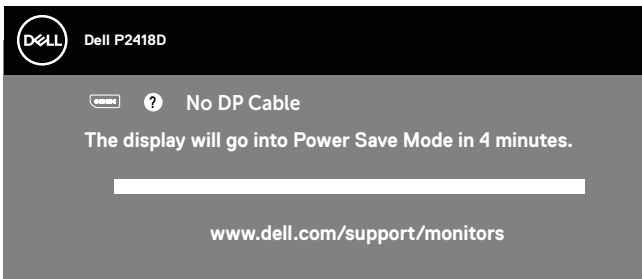 DELL
Dell P2418D
? No DP Cable
The display will go into Power Save Mode in 4 minutes.
www.dell.com/support/monitors